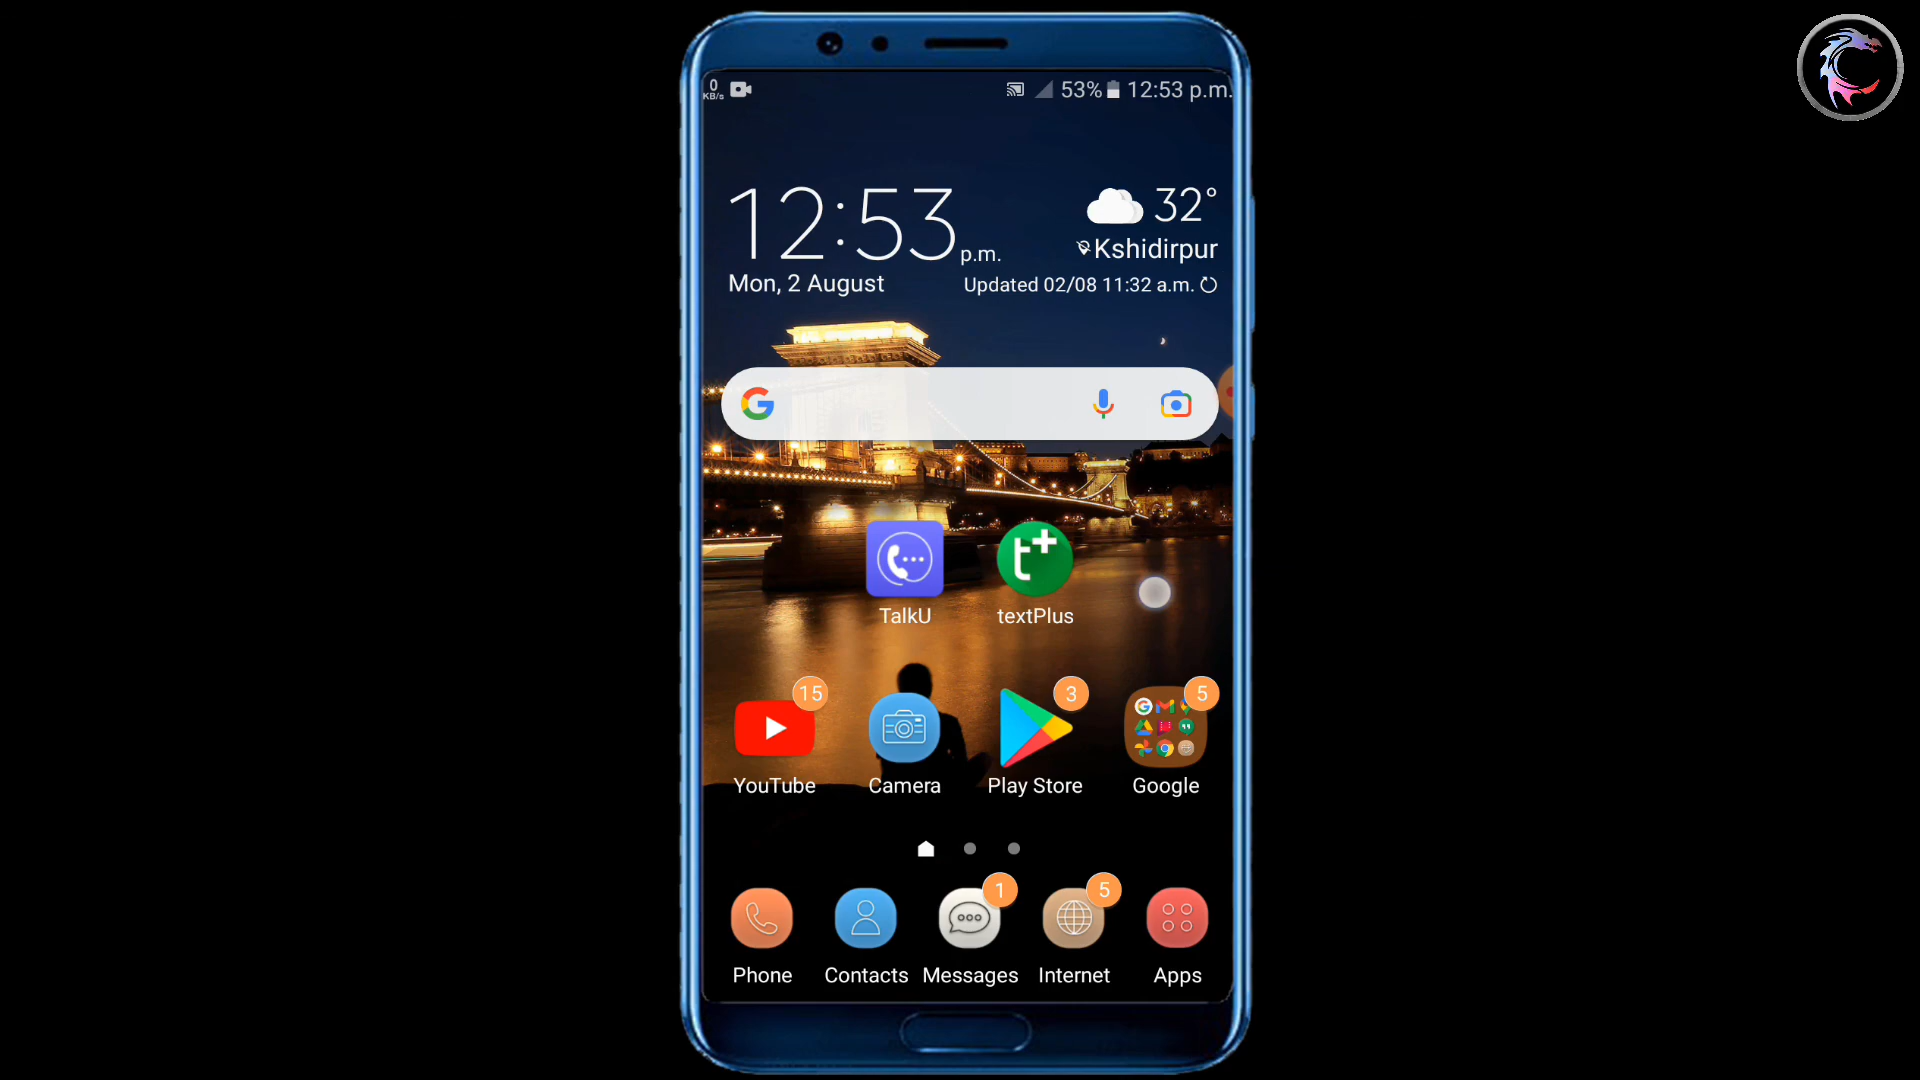 0
KB/s
53%
12:53 p.m.
12:53 p.m.
32°
Kshidirpur
Mon, 2 August
Updated 02/08 11:32 a.m.
TalkU
textPlus
15
3
5
YouTube
Camera
Play Store
Google
1
5
Phone
Contacts
Messages
Internet
Apps